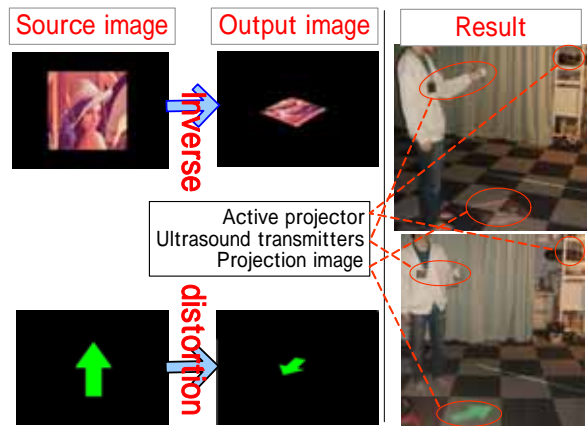 Source image
Output image
Result
Inverse
Active projector
Ultrasound transmitters
Projection image
distortion